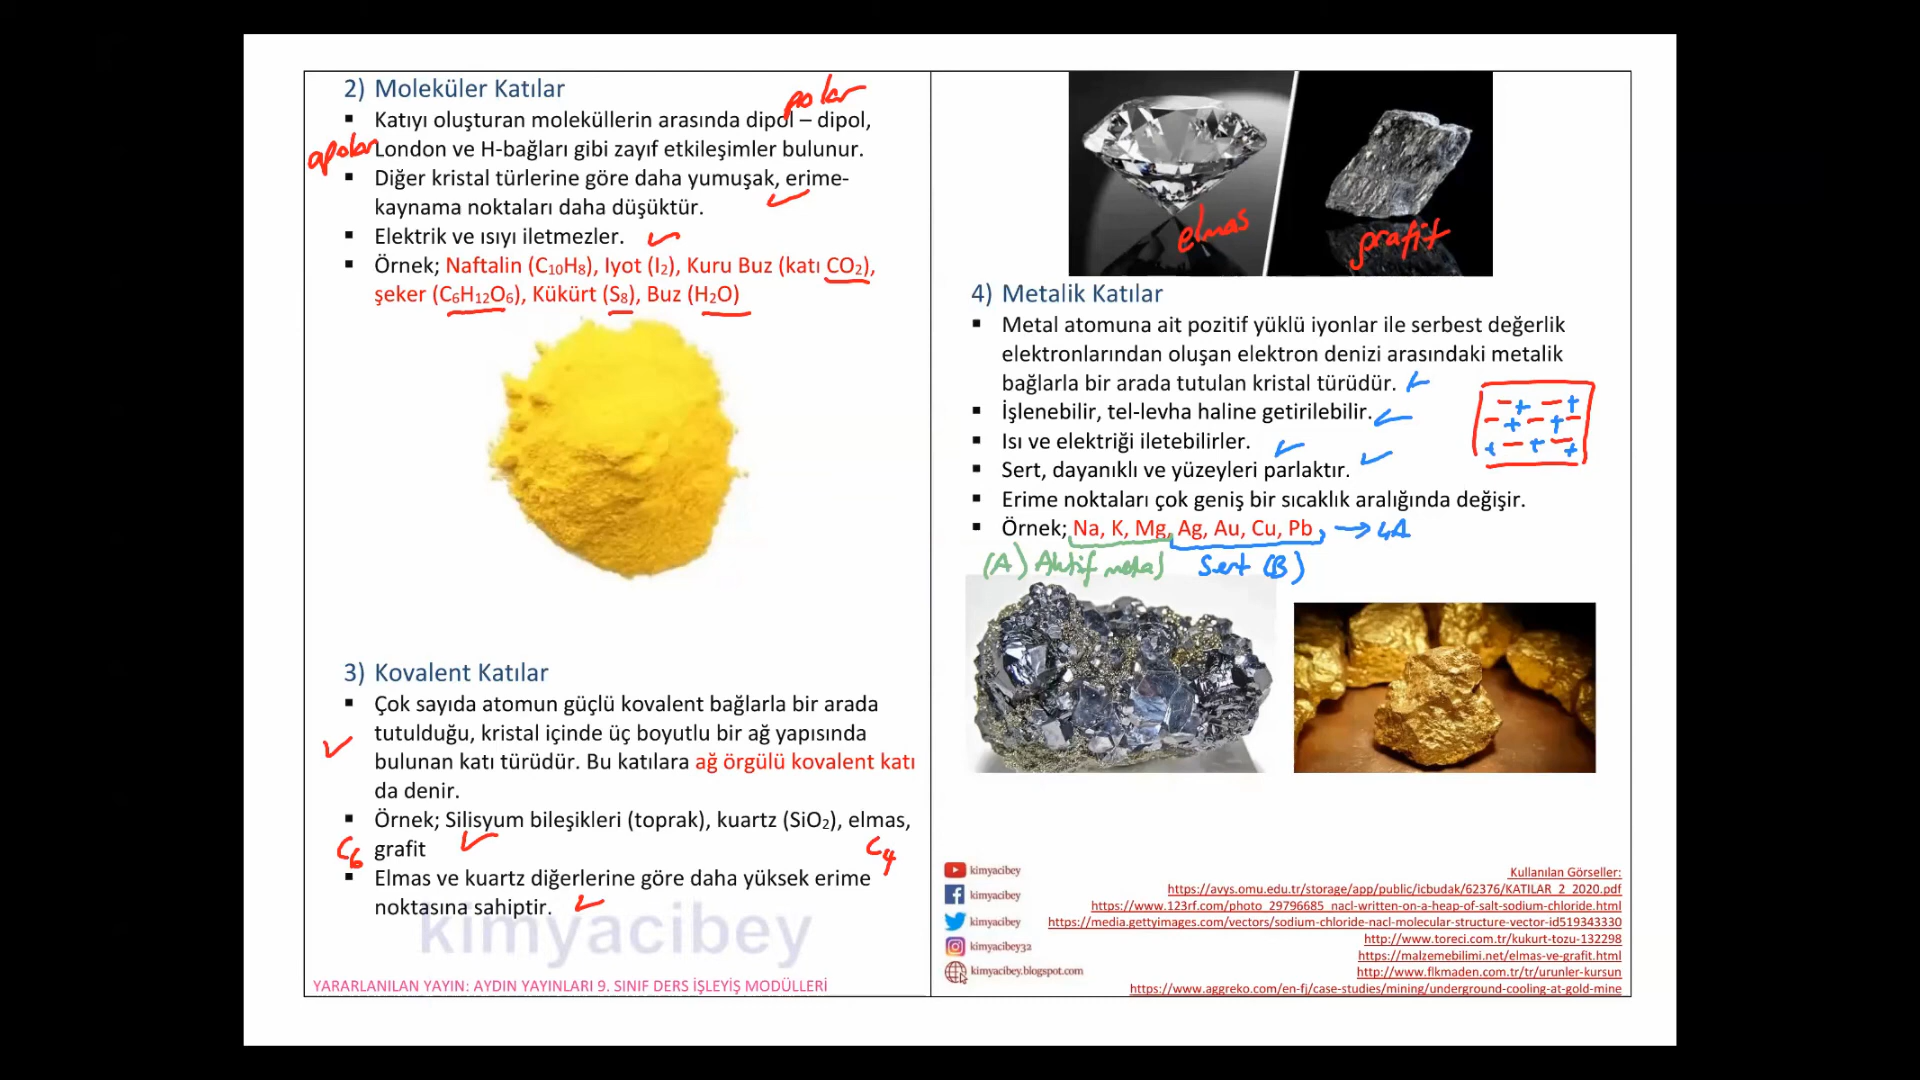 2) Moleküler Katılar
polar
▪ Katıyı oluşturan moleküllerin arasında dipol – dipol,
apolar
London ve H-bağları gibi zayıf etkileşimler bulunur.
▪ Diğer kristal türlerine göre daha yumuşak, erime-
kaynama noktaları daha düşüktür.
▪ Elektrik ve ısıyı iletmezler.
▪ Örnek; Naftalin (C₁₀H₈), Iyot (I₂), Kuru Buz (katı CO₂),
şeker (C₆H₁₂O₆), Kükürt (S₈), Buz (H₂O)
3) Kovalent Katılar
▪ Çok sayıda atomun güçlü kovalent bağlarla bir arada
tutulduğu, kristal içinde üç boyutlu bir ağ yapısında
bulunan katı türüdür. Bu katılara ağ örgülü kovalent katı
da denir.
▪ Örnek; Silisyum bileşikleri (toprak), kuartz (SiO₂), elmas,
C₆ grafit C₄
▪ Elmas ve kuartz diğerlerine göre daha yüksek erime
noktasına sahiptir.
kimyacibey
YARARLANILAN YAYIN: AYDIN YAYINLARI 9. SINIF DERS İŞLEYİŞ MODÜLLERİ
elmas
grafit
4) Metalik Katılar
▪ Metal atomuna ait pozitif yüklü iyonlar ile serbest değerlik
elektronlarından oluşan elektron denizi arasındaki metalik
bağlarla bir arada tutulan kristal türüdür.
▪ İşlenebilir, tel-levha haline getirilebilir.
▪ Isı ve elektriği iletebilirler.
▪ Sert, dayanıklı ve yüzeyleri parlaktır.
− + − +
− + − + −
+ − + − +
▪ Erime noktaları çok geniş bir sıcaklık aralığında değişir.
▪ Örnek; Na, K, Mg, Ag, Au, Cu, Pb → 4A
(A) Aktif metal Sert (B)
kimyacibey
kimyacibey
kimyacibey
kimyacibey32
kimyacibey.blogspot.com
Kullanılan Görseller:
https://avys.omu.edu.tr/storage/app/public/icbudak/62376/KATILAR_2_2020.pdf
https://www.123rf.com/photo_29796685_nacl-written-on-a-heap-of-salt-sodium-chloride.html
https://media.gettyimages.com/vectors/sodium-chloride-nacl-molecular-structure-vector-id519343330
http://www.toreci.com.tr/kukurt-tozu-132298
https://malzemebilimi.net/elmas-ve-grafit.html
http://www.flkmaden.com.tr/tr/urunler-kursun
https://www.aggreko.com/en-fj/case-studies/mining/underground-cooling-at-gold-mine